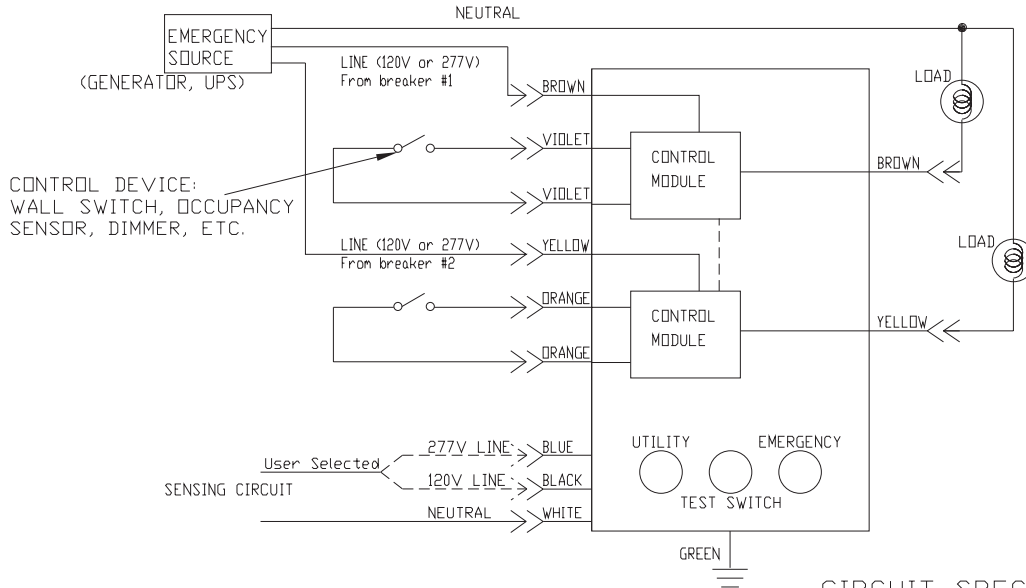 NEUTRAL
EMERGENCY
SOURCE
(GENERATOR, UPS)
LINE (120V or 277V)
From breaker #1
BROWN
LOAD
VIOLET
CONTROL
MODULE
BROWN
CONTROL DEVICE:
WALL SWITCH, OCCUPANCY
SENSOR, DIMMER, ETC.
VIOLET
LINE (120V or 277V)
From breaker #2
YELLOW
LOAD
ORANGE
CONTROL
MODULE
YELLOW
ORANGE
UTILITY
EMERGENCY
TEST SWITCH
277V LINE
BLUE
User Selected
SENSING CIRCUIT
120V LINE
BLACK
NEUTRAL
WHITE
GREEN
CIRCUIT SPEC